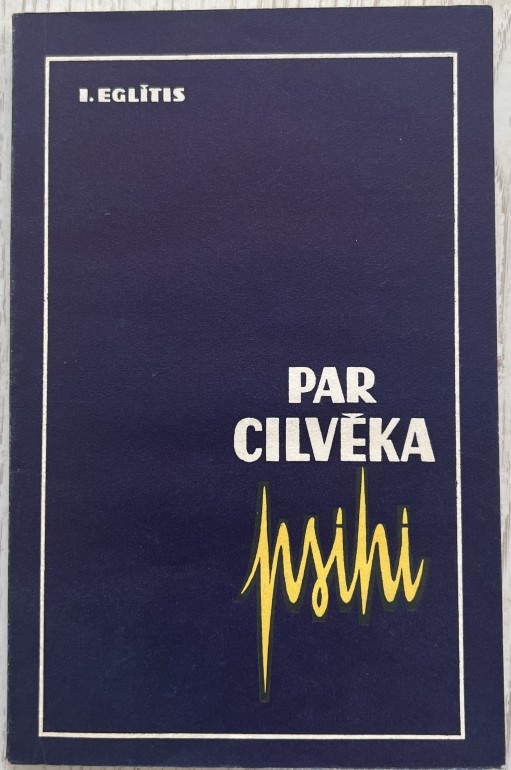 I. EGLĪTIS
PAR
CILVĒKA
psihi